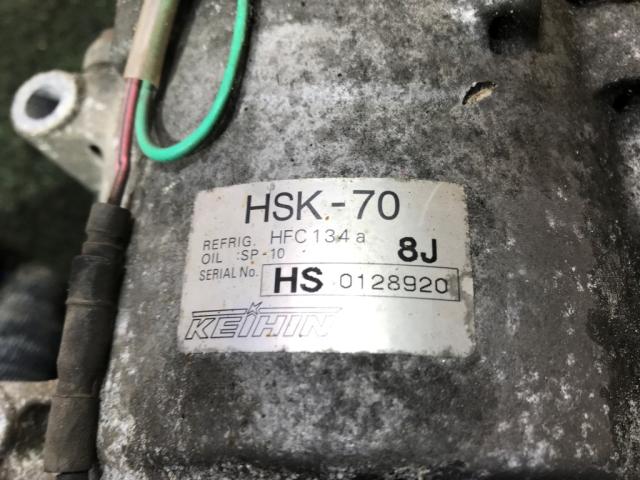 HSK-70
REFRIG. HFC134a
OIL :SP-10 8J
SERIAL No. HS 0128920
KEIHIN